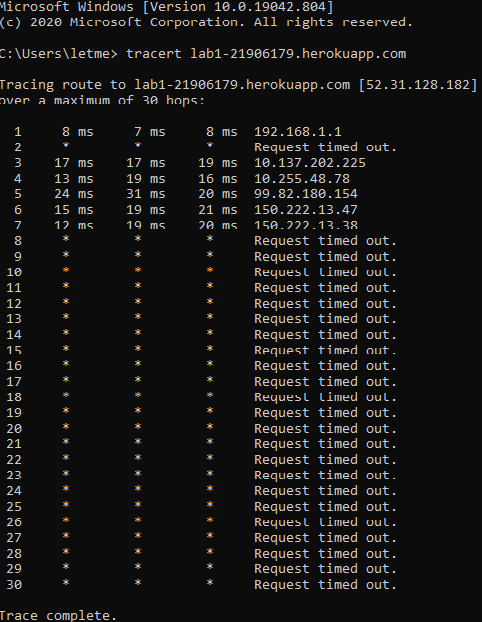 Microsoft Windows [Version 10.0.19042.804]
(c) 2020 Microsoft Corporation. All rights reserved.
C:\Users\letme> tracert lab1-21906179.herokuapp.com
Tracing route to lab1-21906179.herokuapp.com [52.31.128.182]
over a maximum of 30 hops:
1 8 ms 7 ms 8 ms 192.168.1.1
2 * * * Request timed out.
3 17 ms 17 ms 19 ms 10.137.202.225
4 13 ms 19 ms 16 ms 10.255.48.78
5 24 ms 31 ms 20 ms 99.82.180.154
6 15 ms 19 ms 21 ms 150.222.13.47
7 12 ms 19 ms 20 ms 150.222.13.38
8 * * * Request timed out.
9 * * * Request timed out.
10 * * * Request timed out.
11 * * * Request timed out.
12 * * * Request timed out.
13 * * * Request timed out.
14 * * * Request timed out.
15 * * * Request timed out.
16 * * * Request timed out.
17 * * * Request timed out.
18 * * * Request timed out.
19 * * * Request timed out.
20 * * * Request timed out.
21 * * * Request timed out.
22 * * * Request timed out.
23 * * * Request timed out.
24 * * * Request timed out.
25 * * * Request timed out.
26 * * * Request timed out.
27 * * * Request timed out.
28 * * * Request timed out.
29 * * * Request timed out.
30 * * * Request timed out.
Trace complete.